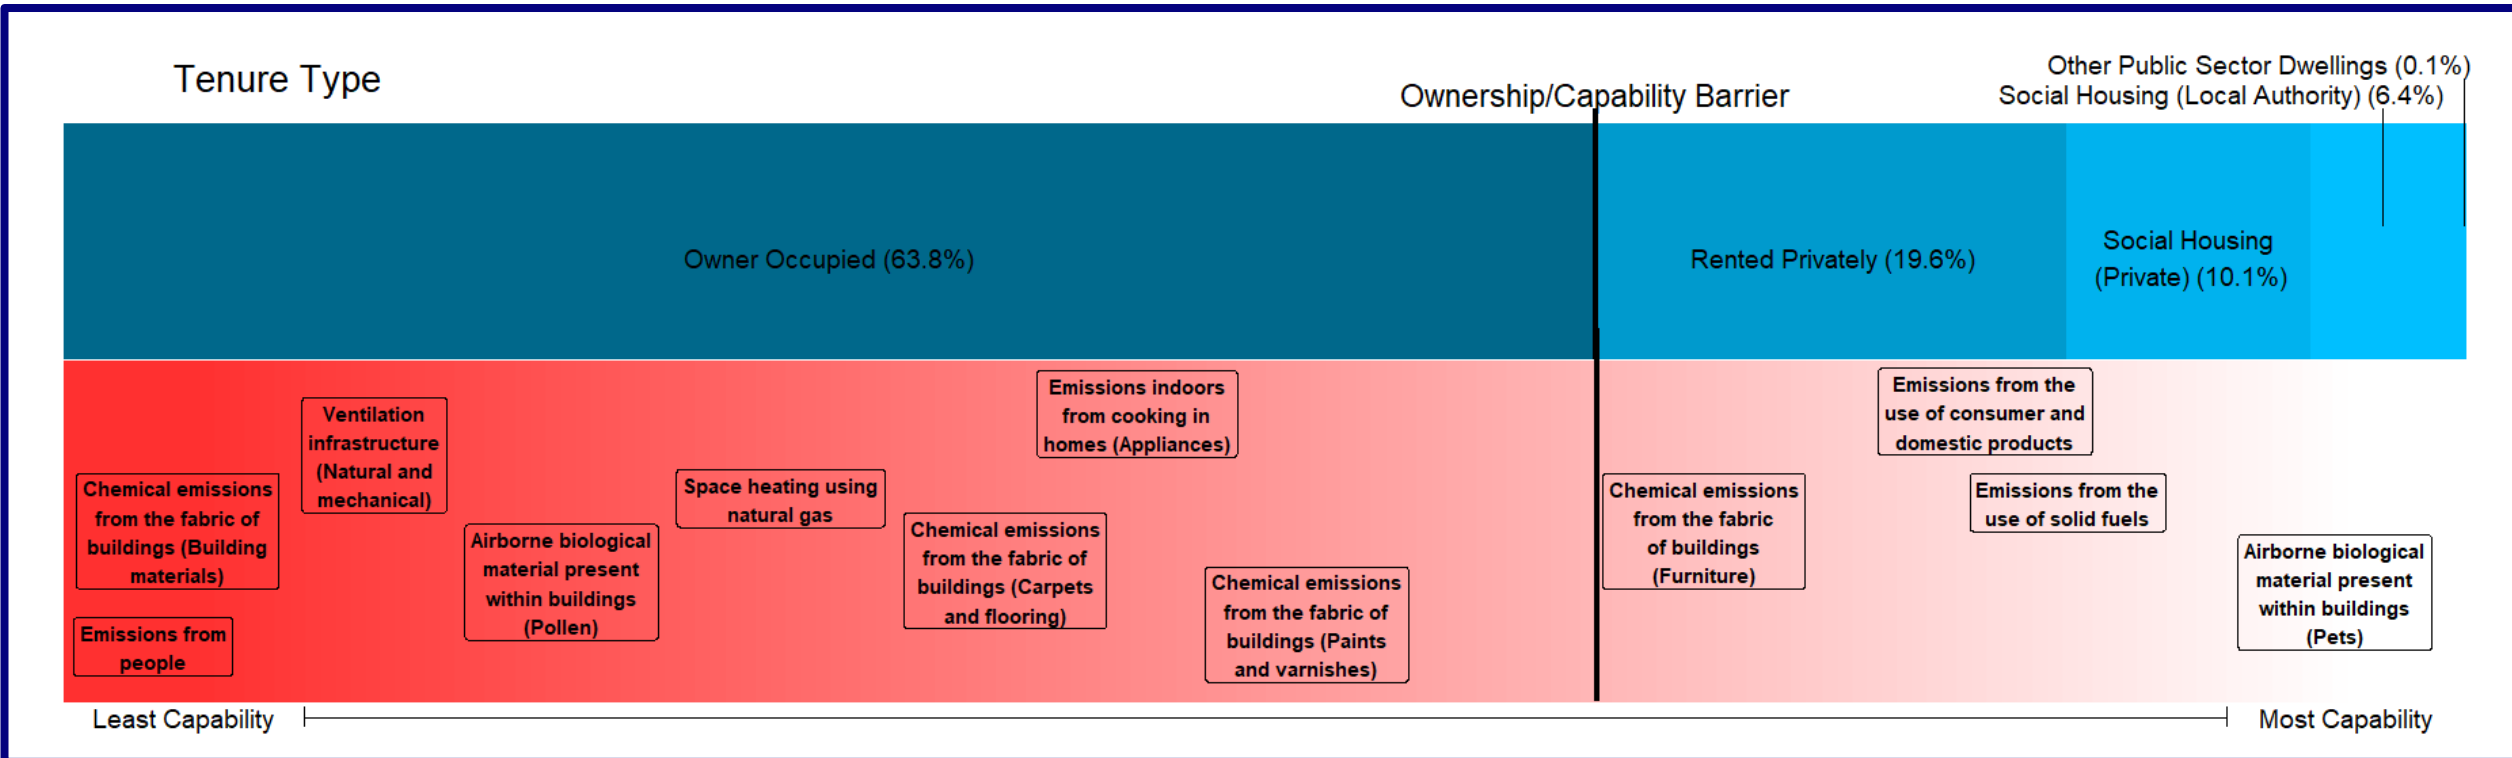 Tenure Type
Ownership/Capability Barrier
Other Public Sector Dwellings (0.1%)
Social Housing (Local Authority) (6.4%)
Owner Occupied (63.8%)
Rented Privately (19.6%)
Social Housing
(Private) (10.1%)
Chemical emissions
from the fabric of
buildings (Building
materials)
Emissions from
people
Ventilation
infrastructure
(Natural and
mechanical)
Airborne biological
material present
within buildings
(Pollen)
Space heating using
natural gas
Chemical emissions
from the fabric of
buildings (Carpets
and flooring)
Emissions indoors
from cooking in
homes (Appliances)
Chemical emissions
from the fabric of
buildings (Paints
and varnishes)
Chemical emissions
from the fabric
of buildings
(Furniture)
Emissions from the
use of consumer and
domestic products
Emissions from the
use of solid fuels
Airborne biological
material present
within buildings
(Pets)
Least Capability
Most Capability